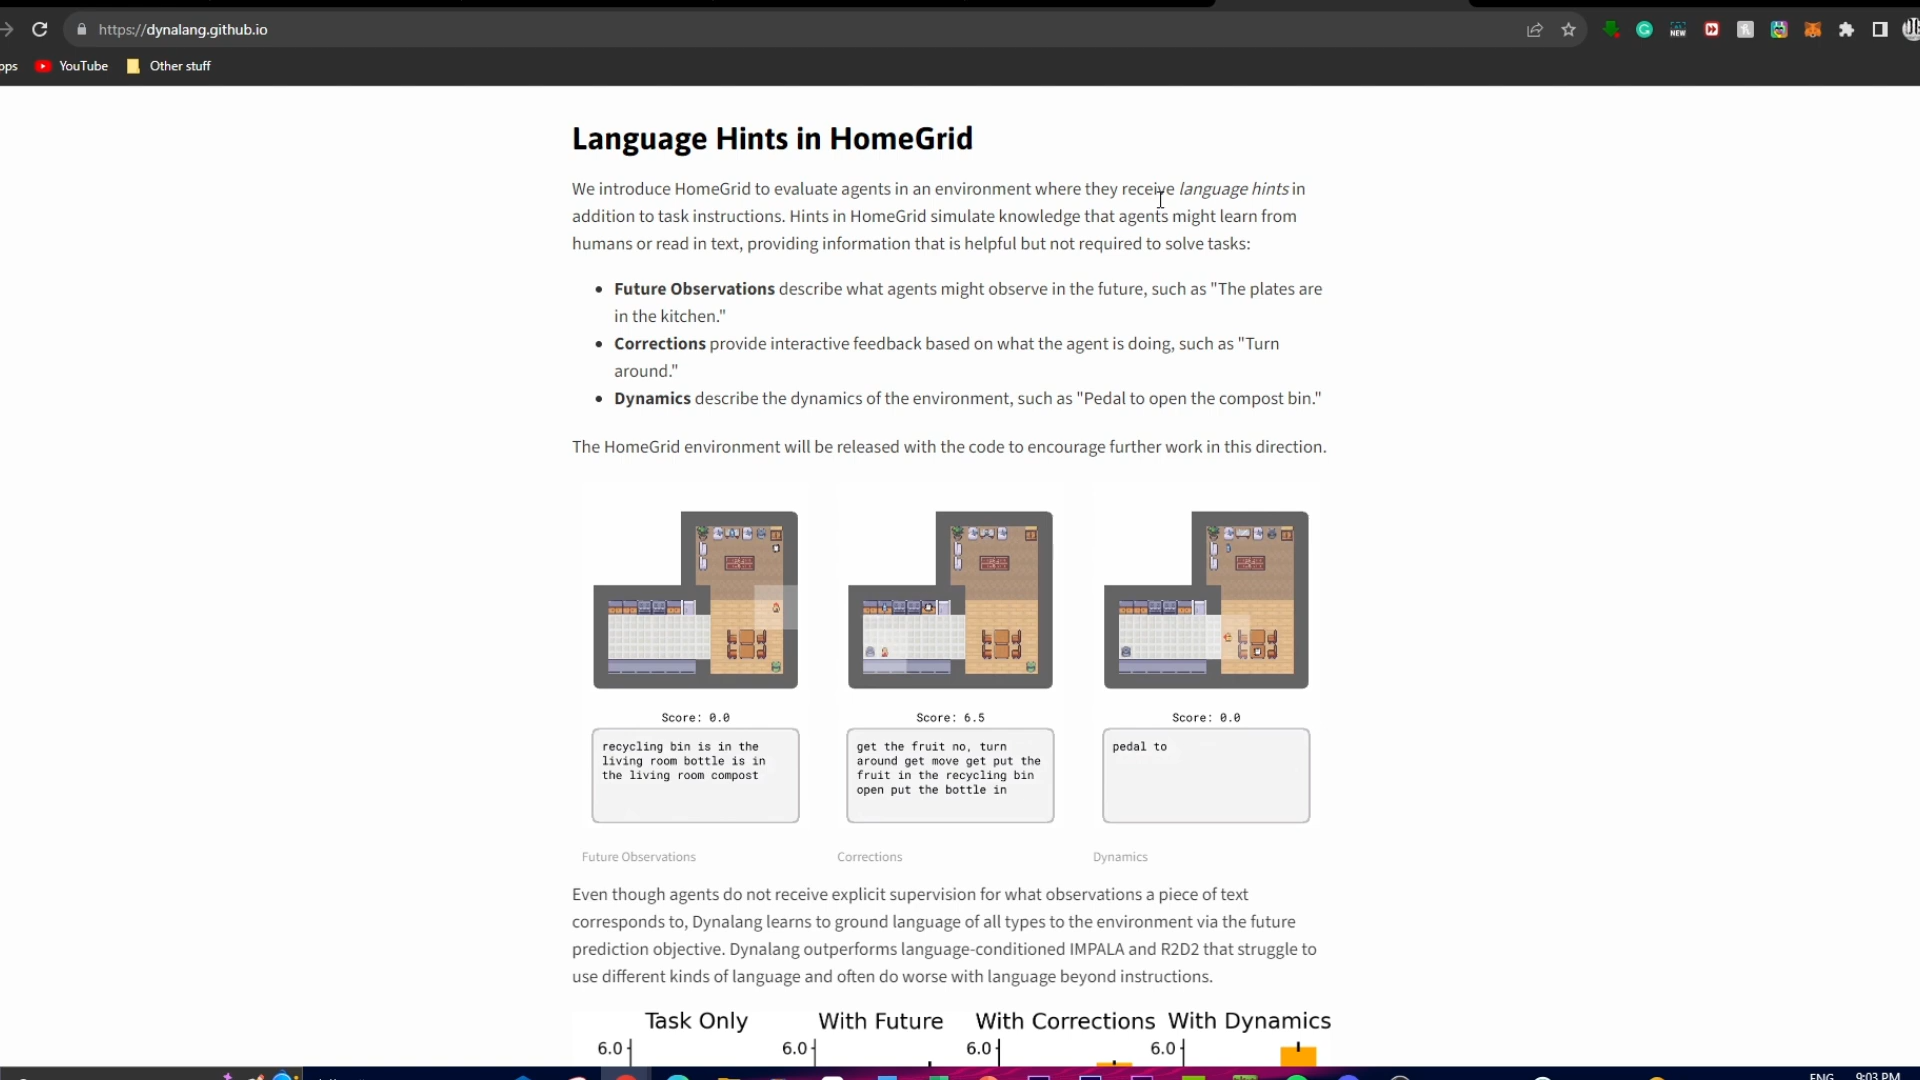 https://dynalang.github.io
ops YouTube Other stuff
NEW
Language Hints in HomeGrid
We introduce HomeGrid to evaluate agents in an environment where they receive language hints in
addition to task instructions. Hints in HomeGrid simulate knowledge that agents might learn from
humans or read in text, providing information that is helpful but not required to solve tasks:
• Future Observations describe what agents might observe in the future, such as "The plates are
in the kitchen."
• Corrections provide interactive feedback based on what the agent is doing, such as "Turn
around."
• Dynamics describe the dynamics of the environment, such as "Pedal to open the compost bin."
The HomeGrid environment will be released with the code to encourage further work in this direction.
Score: 0.0
recycling bin is in the
living room bottle is in
the living room compost
Future Observations
Score: 6.5
get the fruit no, turn
around get move get put the
fruit in the recycling bin
open put the bottle in
Corrections
Score: 0.0
pedal to
Dynamics
Even though agents do not receive explicit supervision for what observations a piece of text
corresponds to, Dynalang learns to ground language of all types to the environment via the future
prediction objective. Dynalang outperforms language-conditioned IMPALA and R2D2 that struggle to
use different kinds of language and often do worse with language beyond instructions.
Task Only With Future With Corrections With Dynamics
6.0 6.0 6.0 6.0
ENG 9:03 PM